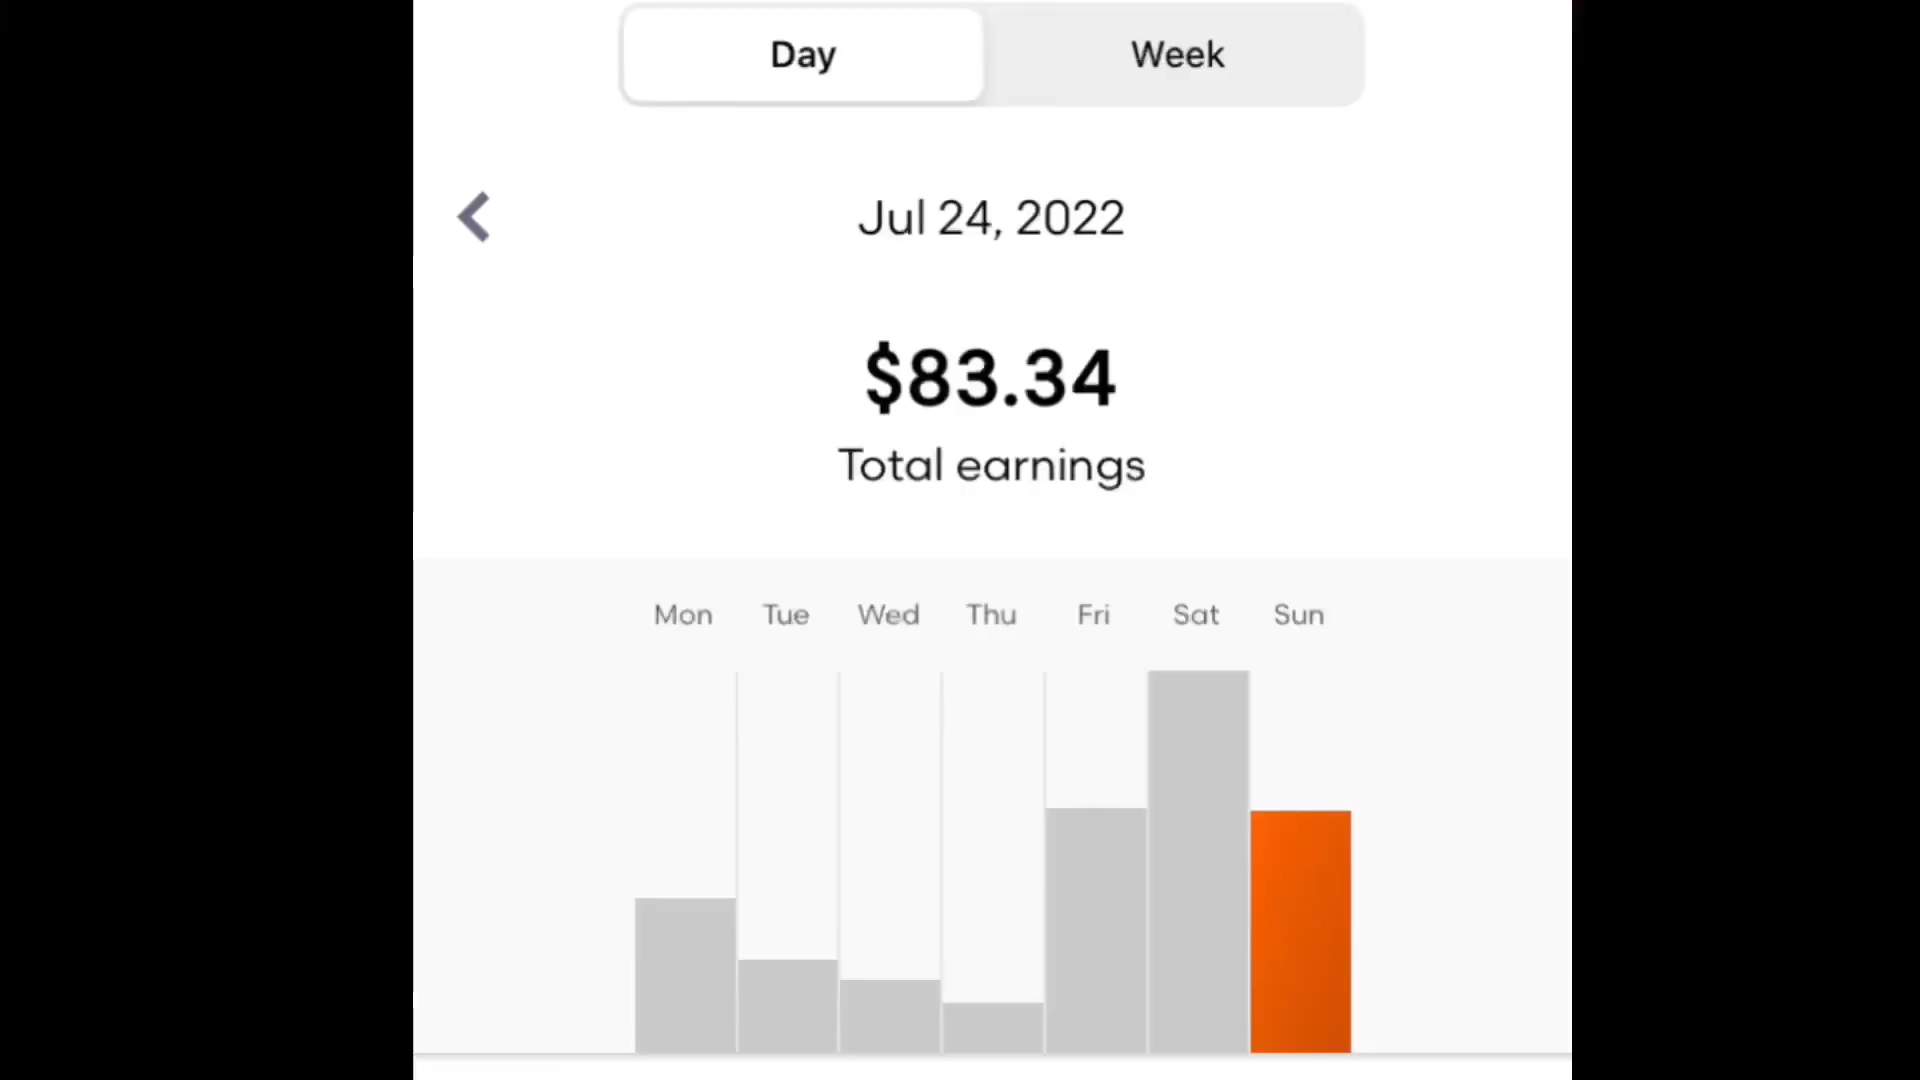 Day Week
Jul 24, 2022
$83.34
Total earnings
Mon Tue Wed Thu Fri Sat Sun